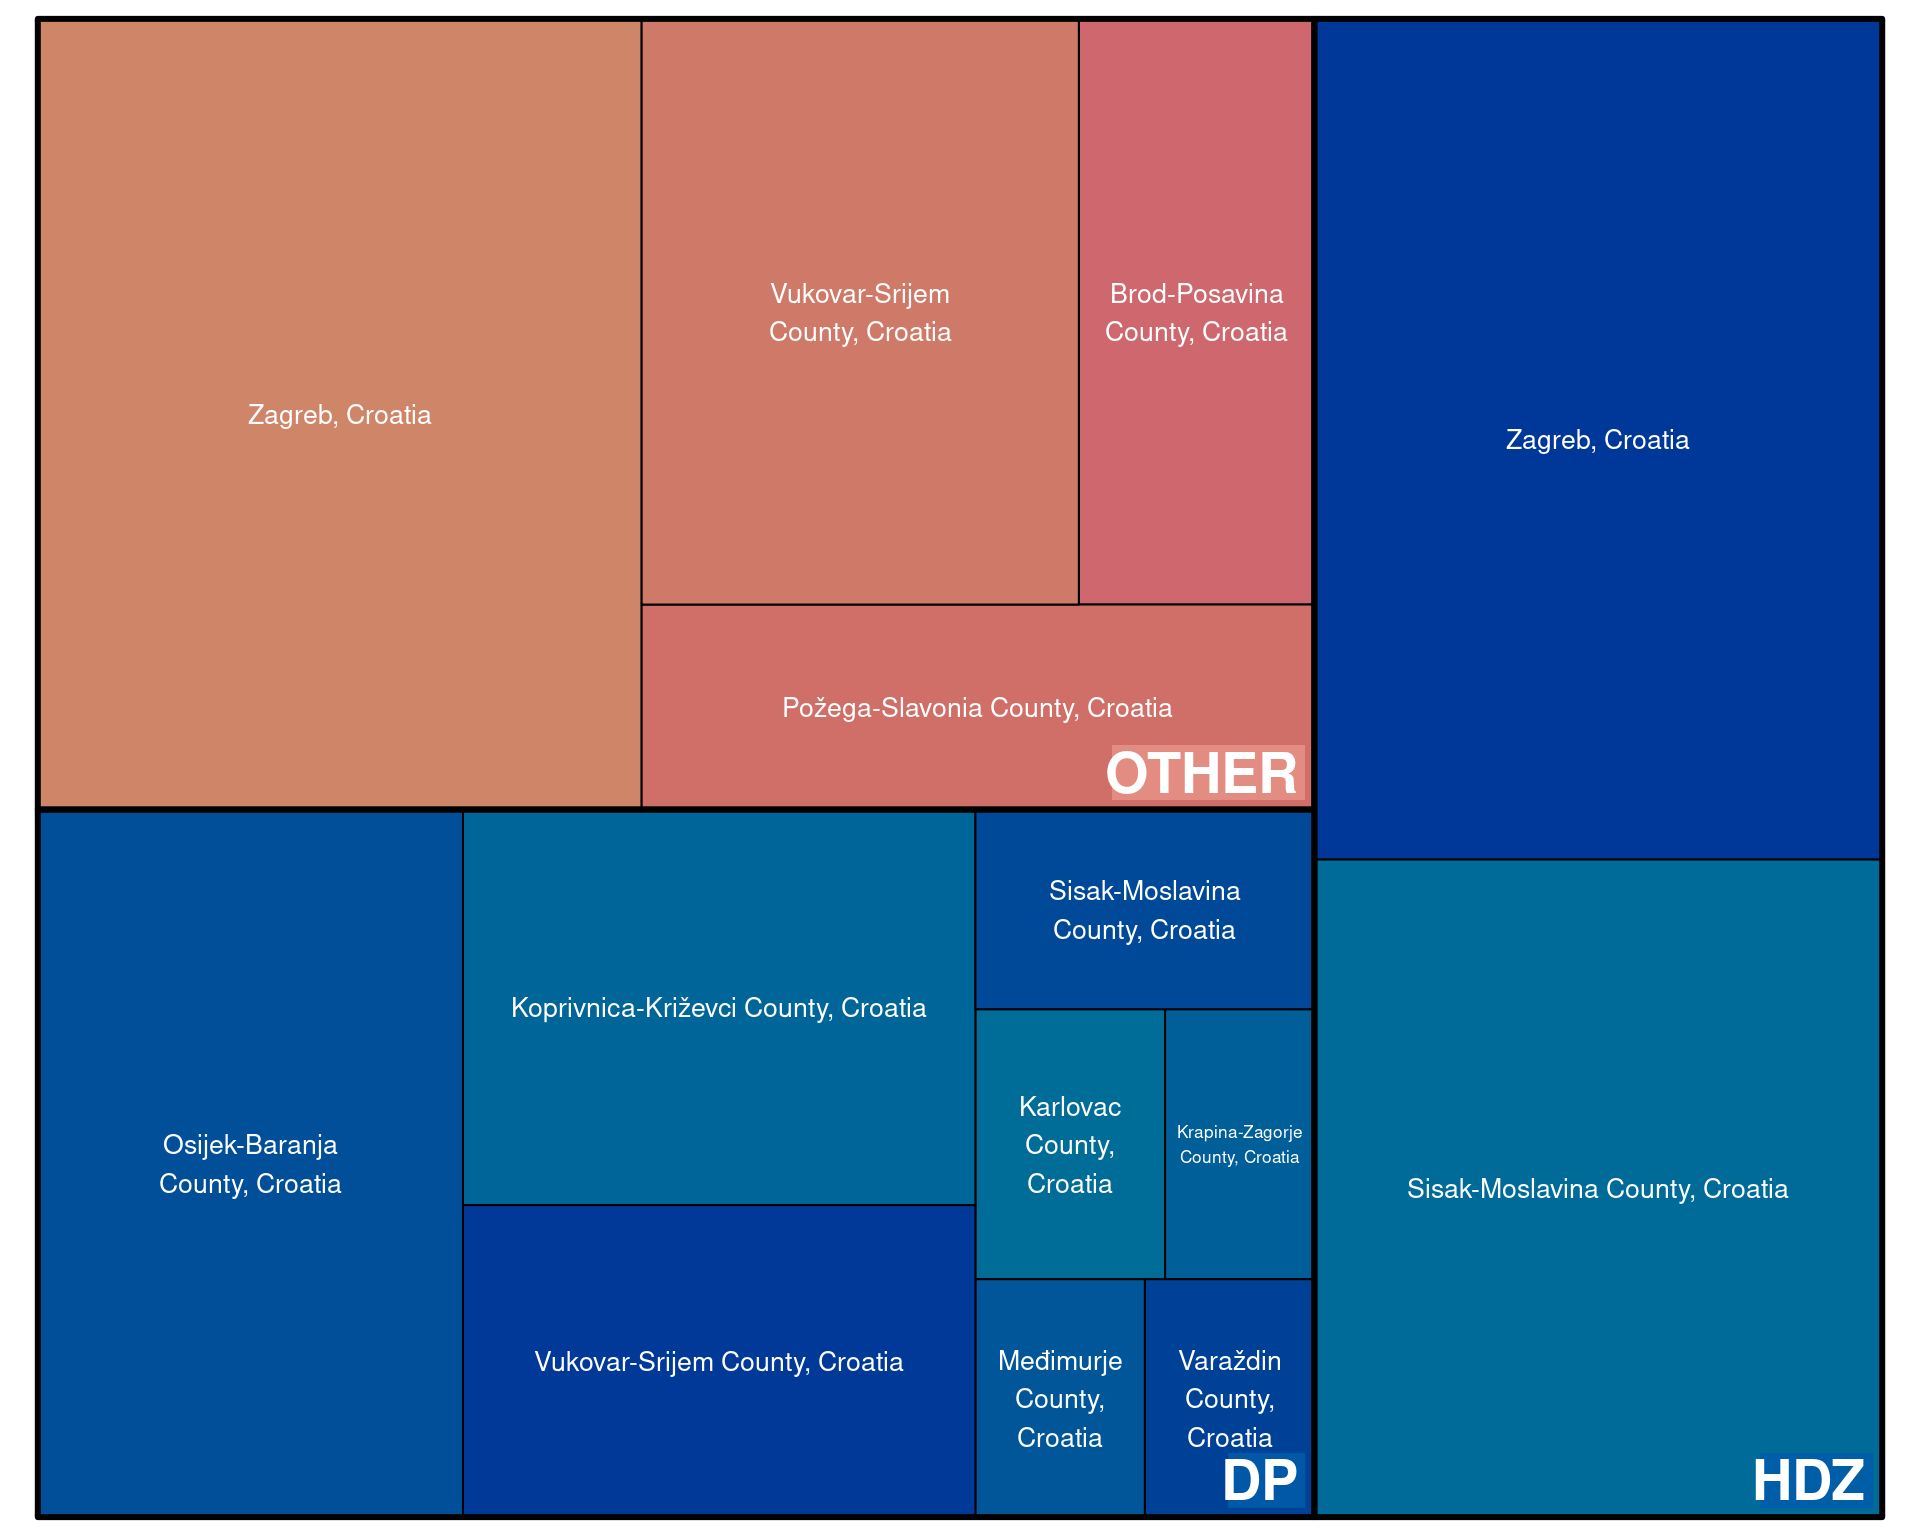 Zagreb, Croatia
Vukovar-Srijem
County, Croatia
Brod-Posavina
County, Croatia
Požega-Slavonia County, Croatia
OTHER
Zagreb, Croatia
Sisak-Moslavina County, Croatia
HDZ
Osijek-Baranja
County, Croatia
Koprivnica-Križevci County, Croatia
Vukovar-Srijem County, Croatia
Sisak-Moslavina
County, Croatia
Karlovac
County,
Croatia
Krapina-Zagorje
County, Croatia
Međimurje
County,
Croatia
Varaždin
County,
Croatia
DP